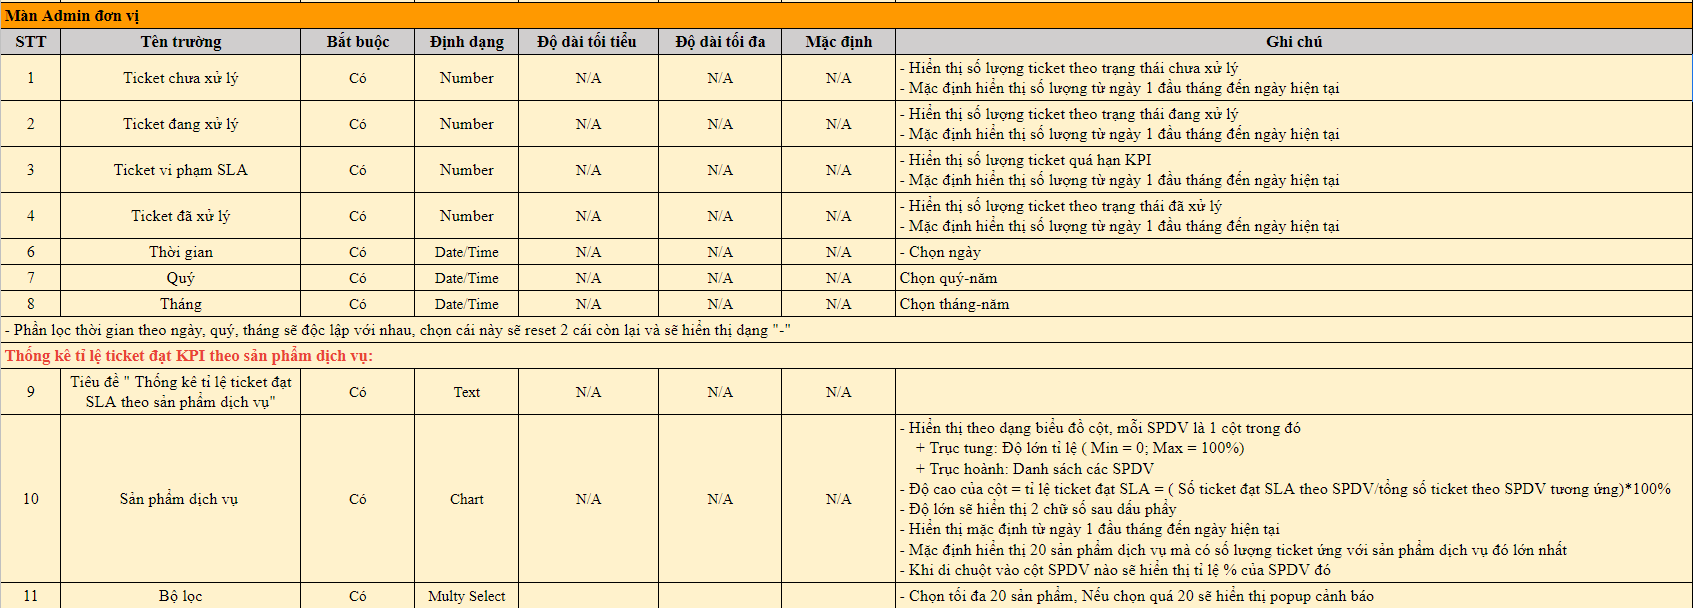 Màn Admin đơn vị
STT Tên trường Bắt buộc Định dạng Độ dài tối tiểu Độ dài tối đa Mặc định Ghi chú
1 Ticket chưa xử lý Có Number N/A N/A N/A - Hiển thị số lượng ticket theo trạng thái chưa xử lý
- Mặc định hiển thị số lượng từ ngày 1 đầu tháng đến ngày hiện tại
2 Ticket đang xử lý Có Number N/A N/A N/A - Hiển thị số lượng ticket theo trạng thái đang xử lý
- Mặc định hiển thị số lượng từ ngày 1 đầu tháng đến ngày hiện tại
3 Ticket vi phạm SLA Có Number N/A N/A N/A - Hiển thị số lượng ticket quá hạn KPI
- Mặc định hiển thị số lượng từ ngày 1 đầu tháng đến ngày hiện tại
4 Ticket đã xử lý Có Number N/A N/A N/A - Hiển thị số lượng ticket theo trạng thái đã xử lý
- Mặc định hiển thị số lượng từ ngày 1 đầu tháng đến ngày hiện tại
6 Thời gian Có Date/Time N/A N/A N/A - Chọn ngày
7 Quý Có Date/Time N/A N/A N/A Chọn quý-năm
8 Tháng Có Date/Time N/A N/A N/A Chọn tháng-năm
- Phần lọc thời gian theo ngày, quý, tháng sẽ độc lập với nhau, chọn cái này sẽ reset 2 cái còn lại và sẽ hiển thị dạng "-"
Thống kê tỉ lệ ticket đạt KPI theo sản phẩm dịch vụ:
9 Tiêu đề " Thống kê tỉ lệ ticket đạt
SLA theo sản phẩm dịch vụ" Có Text N/A N/A N/A
10 Sản phẩm dịch vụ Có Chart N/A N/A N/A - Hiển thị theo dạng biểu đồ cột, mỗi SPDV là 1 cột trong đó
+ Trục tung: Độ lớn tỉ lệ ( Min = 0; Max = 100%)
+ Trục hoành: Danh sách các SPDV
- Độ cao của cột = tỉ lệ ticket đạt SLA = ( Số ticket đạt SLA theo SPDV/tổng số ticket theo SPDV tương ứng)*100%
- Độ lớn sẽ hiển thị 2 chữ số sau dấu phẩy
- Hiển thị mặc định từ ngày 1 đầu tháng đến ngày hiện tại
- Mặc định hiển thị 20 sản phẩm dịch vụ mà có số lượng ticket ứng với sản phẩm dịch vụ đó lớn nhất
- Khi di chuột vào cột SPDV nào sẽ hiển thị tỉ lệ % của SPDV đó
11 Bộ lọc Có Multy Select - Chọn tối đa 20 sản phẩm, Nếu chọn quá 20 sẽ hiển thị popup cảnh báo